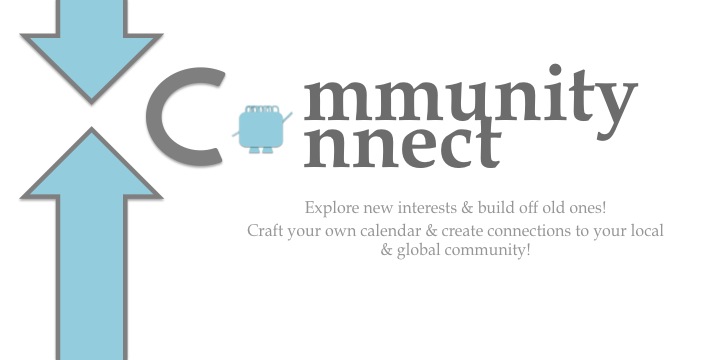 C mmunity
nnect
Explore new interests & build off old ones!
Craft your own calendar & create connections to your local
& global community!